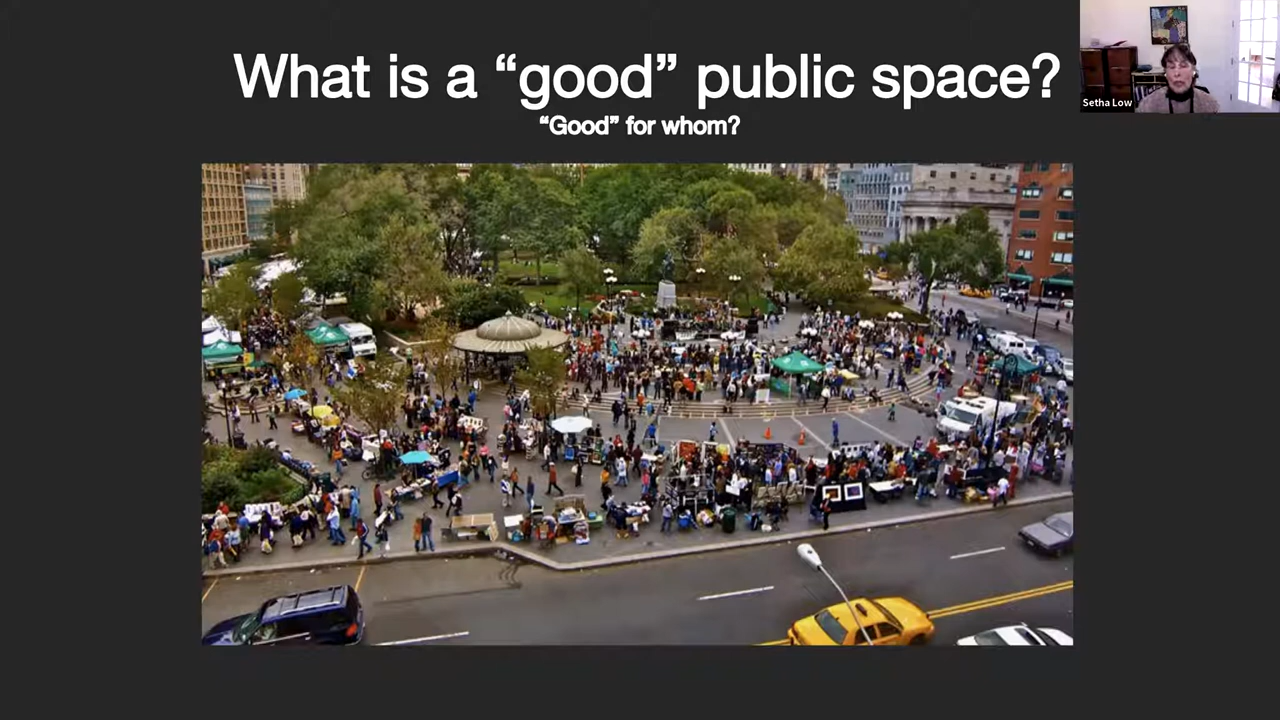 What is a “good” public space?
“Good” for whom?
Setha Low